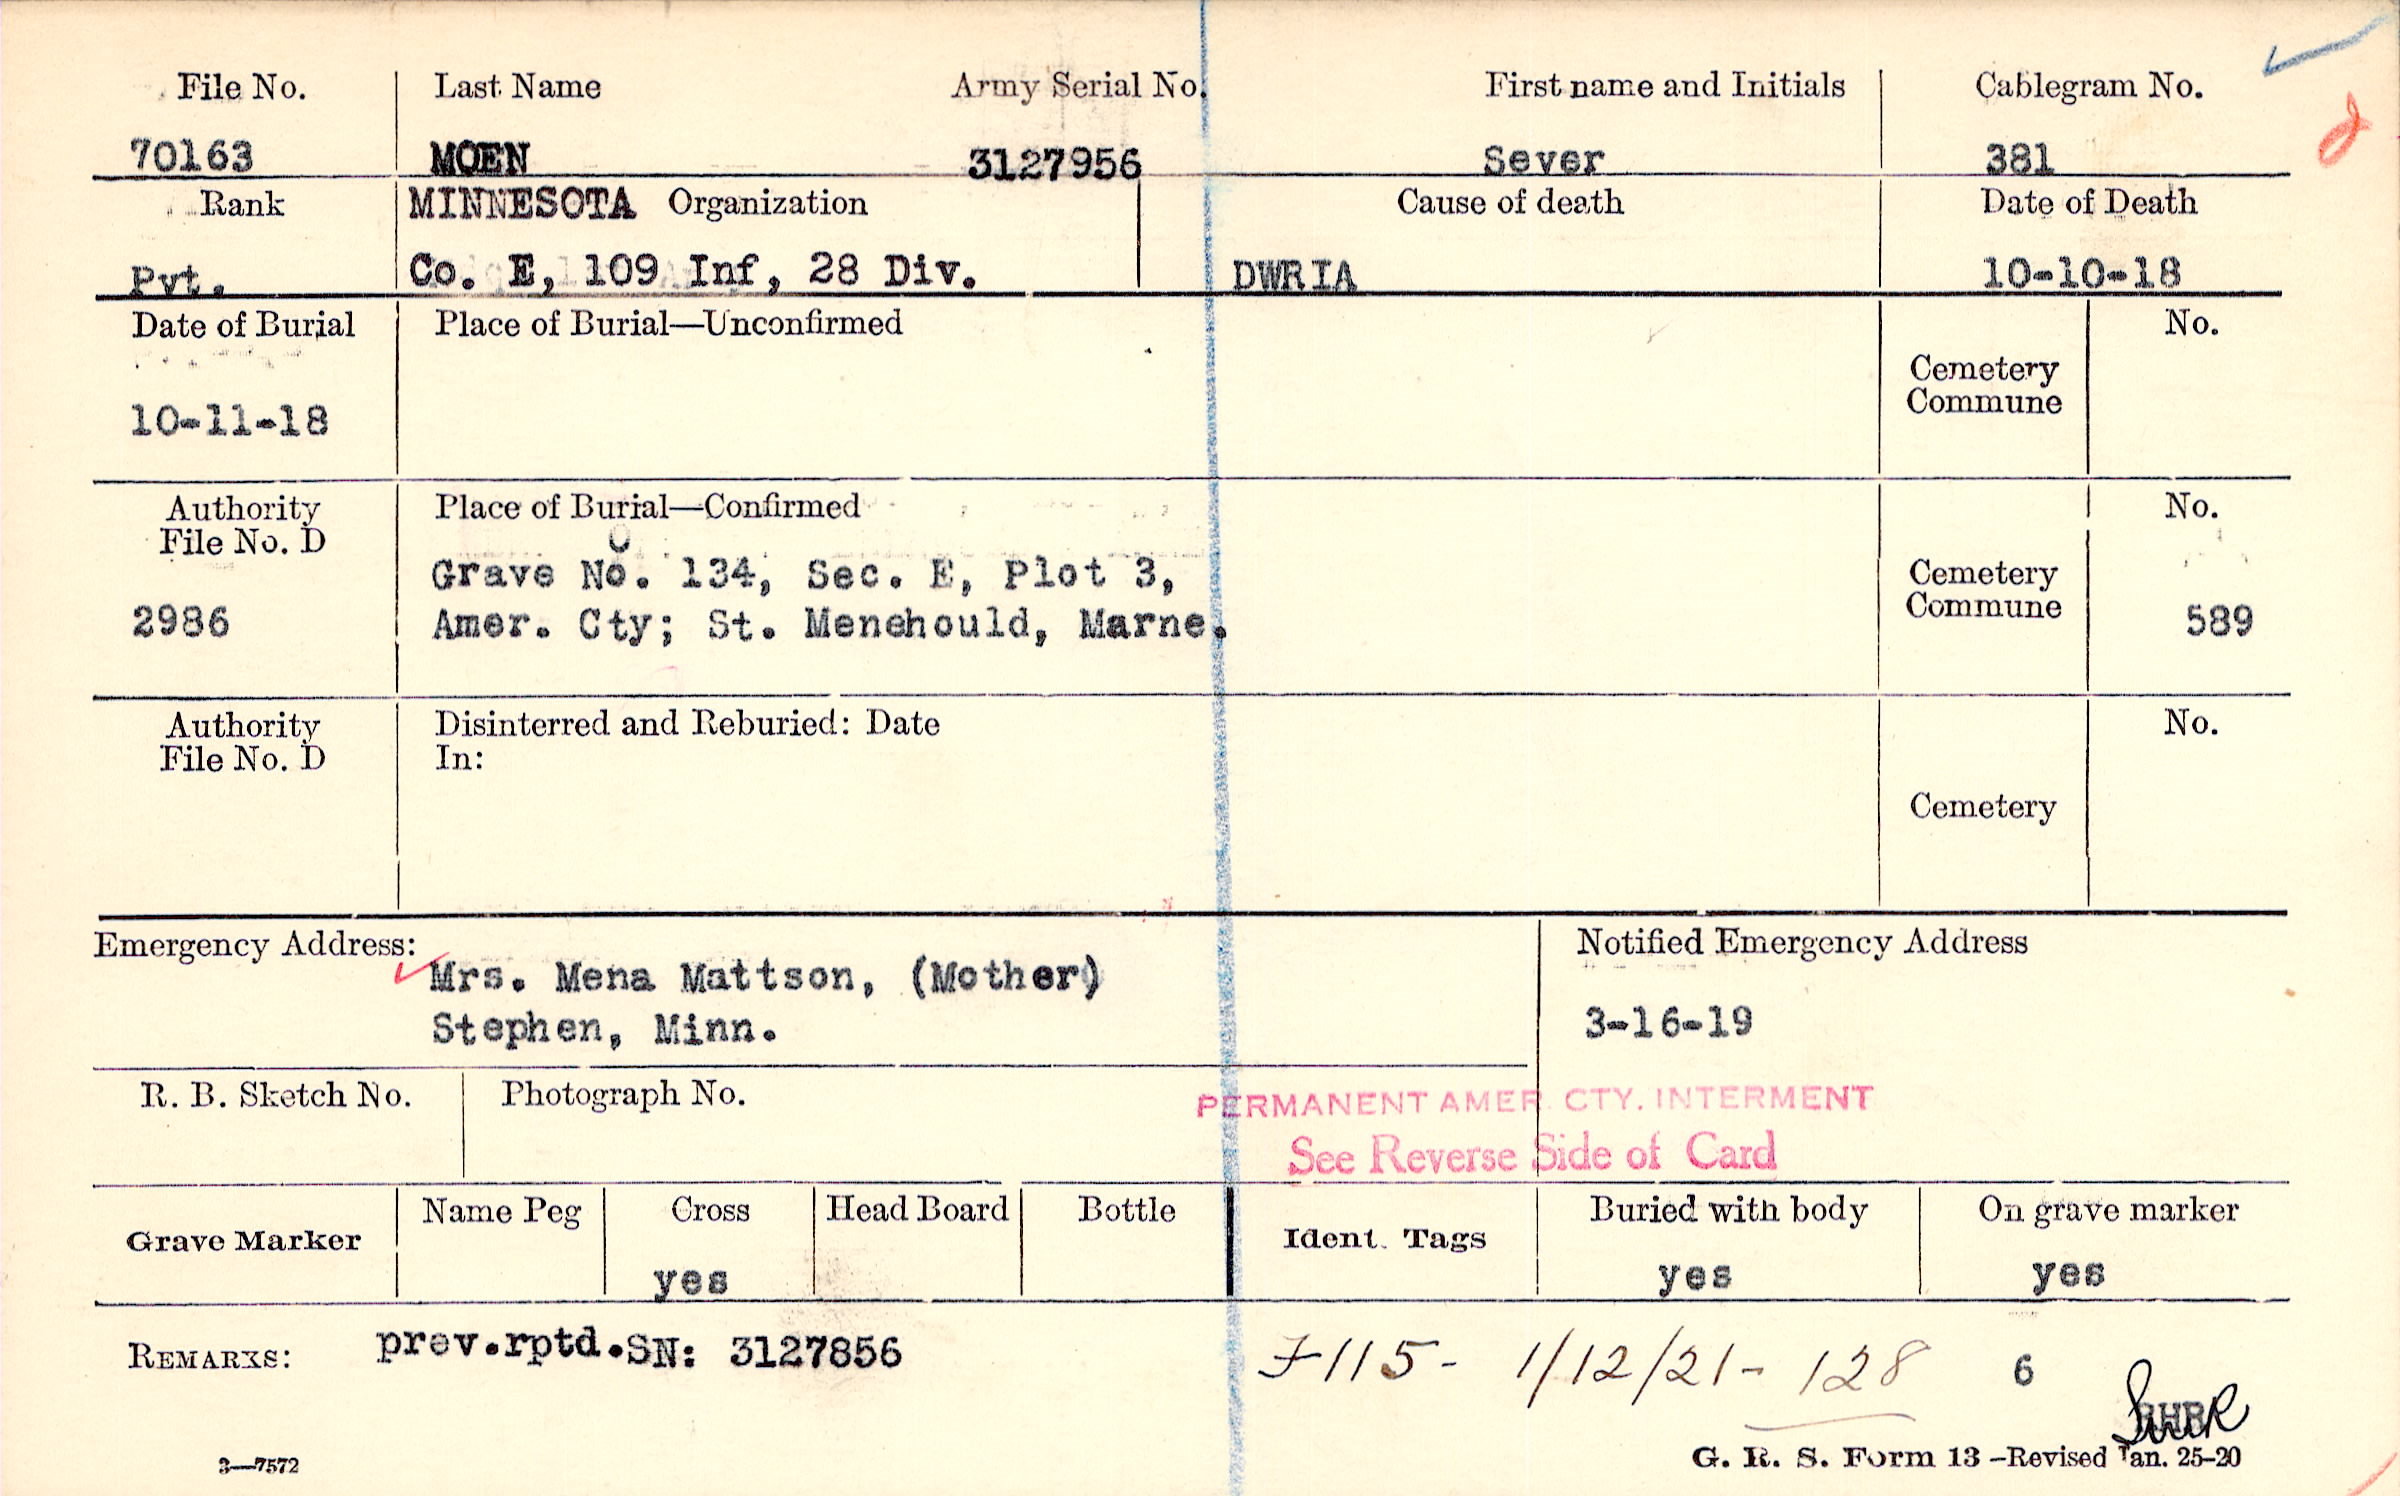 File No. Last Name Army Serial No. First name and Initials Cablegram No.
70163 MOEN 3127956 Sever 381
Rank MINNESOTA Organization Cause of death Date of Death
Pvt. Co. E, 109 Inf, 28 Div. DWRIA 10-10-18
Date of Burial Place of Burial—Unconfirmed No.
Cemetery
Commune
10-11-18
Authority Place of Burial—Confirmed No.
File No. D
Grave No. 134, Sec. E, Plot 3, Cemetery
2986 Amer. Cty; St. Menehould, Marne. Commune 589
Authority Disinterred and Reburied: Date No.
File No. D In:
Cemetery
Emergency Address: Notified Emergency Address
Mrs. Mena Mattson, (Mother)
Stephen, Minn. 3-16-19
R. B. Sketch No. Photograph No. PERMANENT AMER. CTY. INTERMENT
See Reverse Side of Card
Name Peg Cross Head Board Bottle Buried with body On grave marker
Grave Marker Ident. Tags
yes yes yes
REMARKS: prev.rptd.SN: 3127856 F115- 1/12/21- 128 6
3—7572 G. R. S. Form 13 -Revised Jan. 25-20